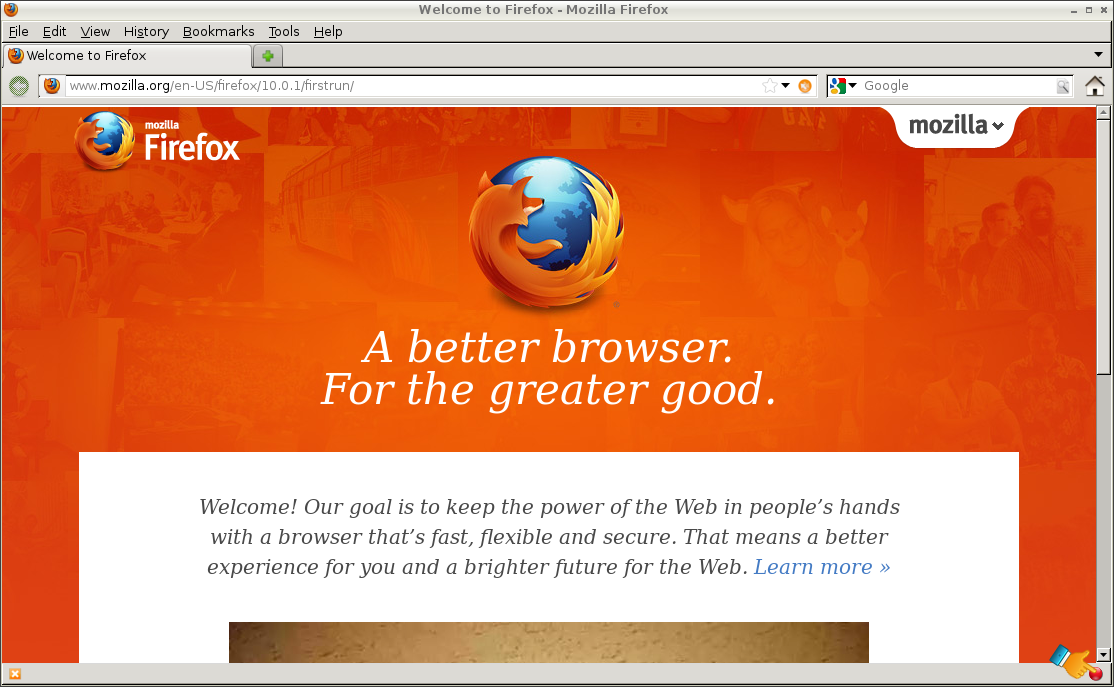 Welcome to Firefox - Mozilla Firefox
File Edit View History Bookmarks Tools Help
Welcome to Firefox
www.mozilla.org/en-US/firefox/10.0.1/firstrun/
Google
mozilla
Firefox
mozilla
A better browser.
For the greater good.
Welcome! Our goal is to keep the power of the Web in people’s hands
with a browser that’s fast, flexible and secure. That means a better
experience for you and a brighter future for the Web. Learn more »